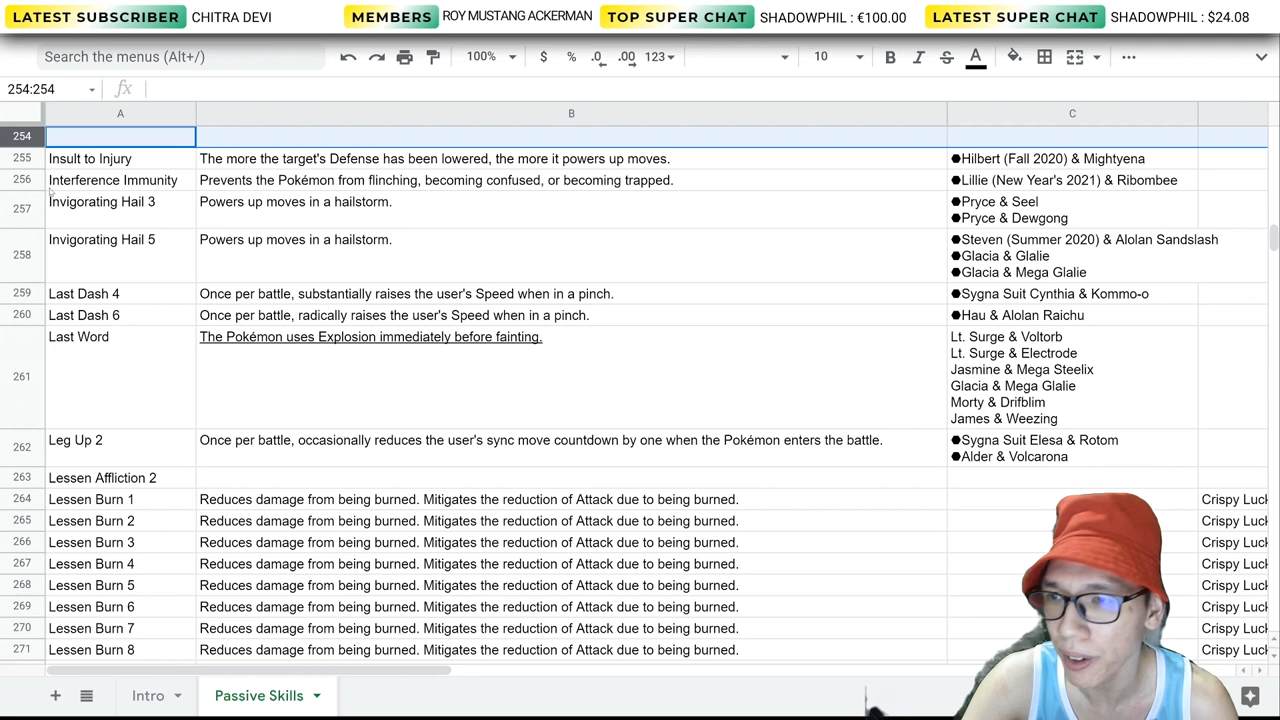 LATEST SUBSCRIBER CHITRA DEVI MEMBERS ROY MUSTANG ACKERMAN TOP SUPER CHAT SHADOWPHIL : €100.00 LATEST SUPER CHAT SHADOWPHIL : $24.08
Search the menus (Alt+/) 100% $ % .0 .00 123 10 B I S A
254:254 fx
A B C
254
255 Insult to Injury The more the target's Defense has been lowered, the more it powers up moves. ●Hilbert (Fall 2020) & Mightyena
256 Interference Immunity Prevents the Pokémon from flinching, becoming confused, or becoming trapped. ●Lillie (New Year's 2021) & Ribombee
257 Invigorating Hail 3 Powers up moves in a hailstorm. ●Pryce & Seel
●Pryce & Dewgong
258 Invigorating Hail 5 Powers up moves in a hailstorm. ●Steven (Summer 2020) & Alolan Sandslash
●Glacia & Glalie
●Glacia & Mega Glalie
259 Last Dash 4 Once per battle, substantially raises the user's Speed when in a pinch. ●Sygna Suit Cynthia & Kommo-o
260 Last Dash 6 Once per battle, radically raises the user's Speed when in a pinch. ●Hau & Alolan Raichu
261 Last Word The Pokémon uses Explosion immediately before fainting. Lt. Surge & Voltorb
Lt. Surge & Electrode
Jasmine & Mega Steelix
Glacia & Mega Glalie
Morty & Drifblim
James & Weezing
262 Leg Up 2 Once per battle, occasionally reduces the user's sync move countdown by one when the Pokémon enters the battle. ●Sygna Suit Elesa & Rotom
●Alder & Volcarona
263 Lessen Affliction 2
264 Lessen Burn 1 Reduces damage from being burned. Mitigates the reduction of Attack due to being burned. Crispy Luck
265 Lessen Burn 2 Reduces damage from being burned. Mitigates the reduction of Attack due to being burned. Crispy Luck
266 Lessen Burn 3 Reduces damage from being burned. Mitigates the reduction of Attack due to being burned. Crispy Luck
267 Lessen Burn 4 Reduces damage from being burned. Mitigates the reduction of Attack due to being burned. Crispy Luck
268 Lessen Burn 5 Reduces damage from being burned. Mitigates the reduction of Attack due to being burned. Crispy Luck
269 Lessen Burn 6 Reduces damage from being burned. Mitigates the reduction of Attack due to being burned. Crispy Luck
270 Lessen Burn 7 Reduces damage from being burned. Mitigates the reduction of Attack due to being burned. Crispy Luck
271 Lessen Burn 8 Reduces damage from being burned. Mitigates the reduction of Attack due to being burned. Crispy Luck
Intro Passive Skills